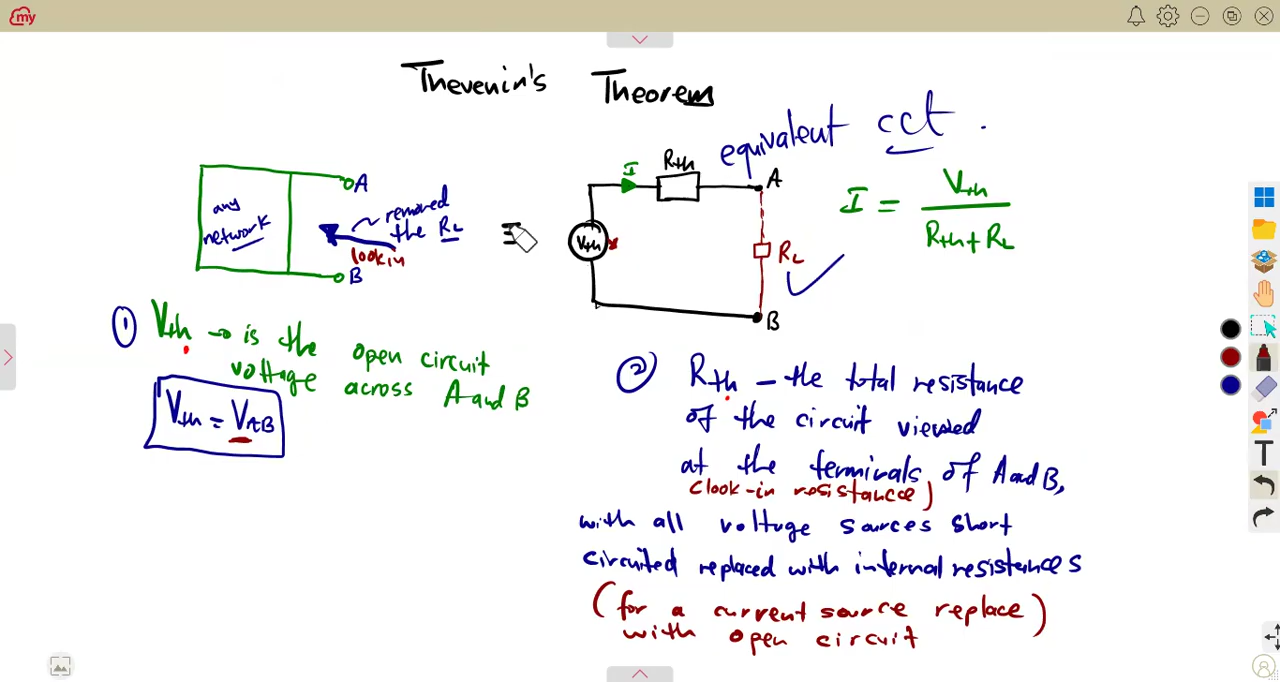 my
Thevenin's Theorem
equivalent cct.
any
network
A
B
removed
the RL
look in
=
I
Rth
Vth
A
RL
B
I = Vth
Rth + RL
① Vth → is the open circuit
voltage across A and B
Vth = VAB
② Rth – the total resistance
of the circuit viewed
at the terminals of A and B,
(look-in resistance)
with all voltage sources short
circuited replaced with internal resistances
(for a current source replace)
with open circuit
T